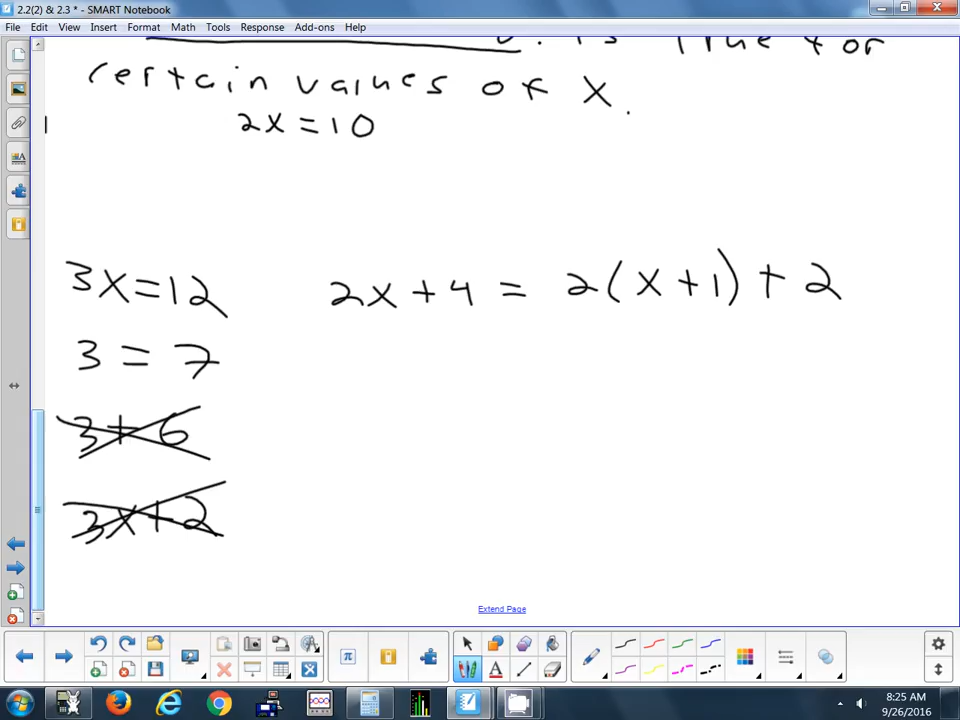 2.2(2) & 2.3 * - SMART Notebook
File Edit View Insert Format Math Tools Response Add-ons Help
is true for
certain values of x.
2x = 10
3x = 12
2x + 4 = 2(x + 1) + 2
3 = 7
3 + 6
3x + 2
Extend Page
8:25 AM
9/26/2016